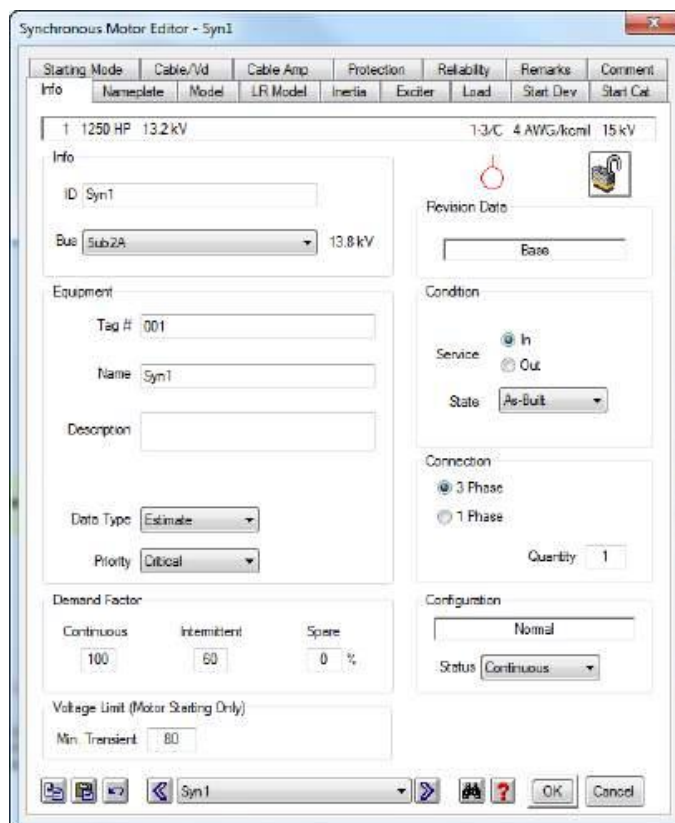 Synchronous Motor Editor - Syn1
Starting Mode Cable/Vd Cable Amp Protection Reliability Remarks Comment
Info Nameplate Model LR Model Inertia Exciter Load Start Dev Start Cat
1 1250 HP 13.2 kV 1-3/C 4 AWG/kcmil 15 kV
Info
ID Syn1
Bus Sub2A 13.8 kV
Revision Data
Base
Equipment
Tag # 001
Name Syn1
Description
Data Type Estimate
Priority Critical
Condition
Service In
Out
State As-Built
Connection
3 Phase
1 Phase
Quantity 1
Demand Factor
Continuous Intermittent Spare
100 60 0 %
Configuration
Normal
Status Continuous
Voltage Limit (Motor Starting Only)
Min. Transient 80
Syn1 ? OK Cancel